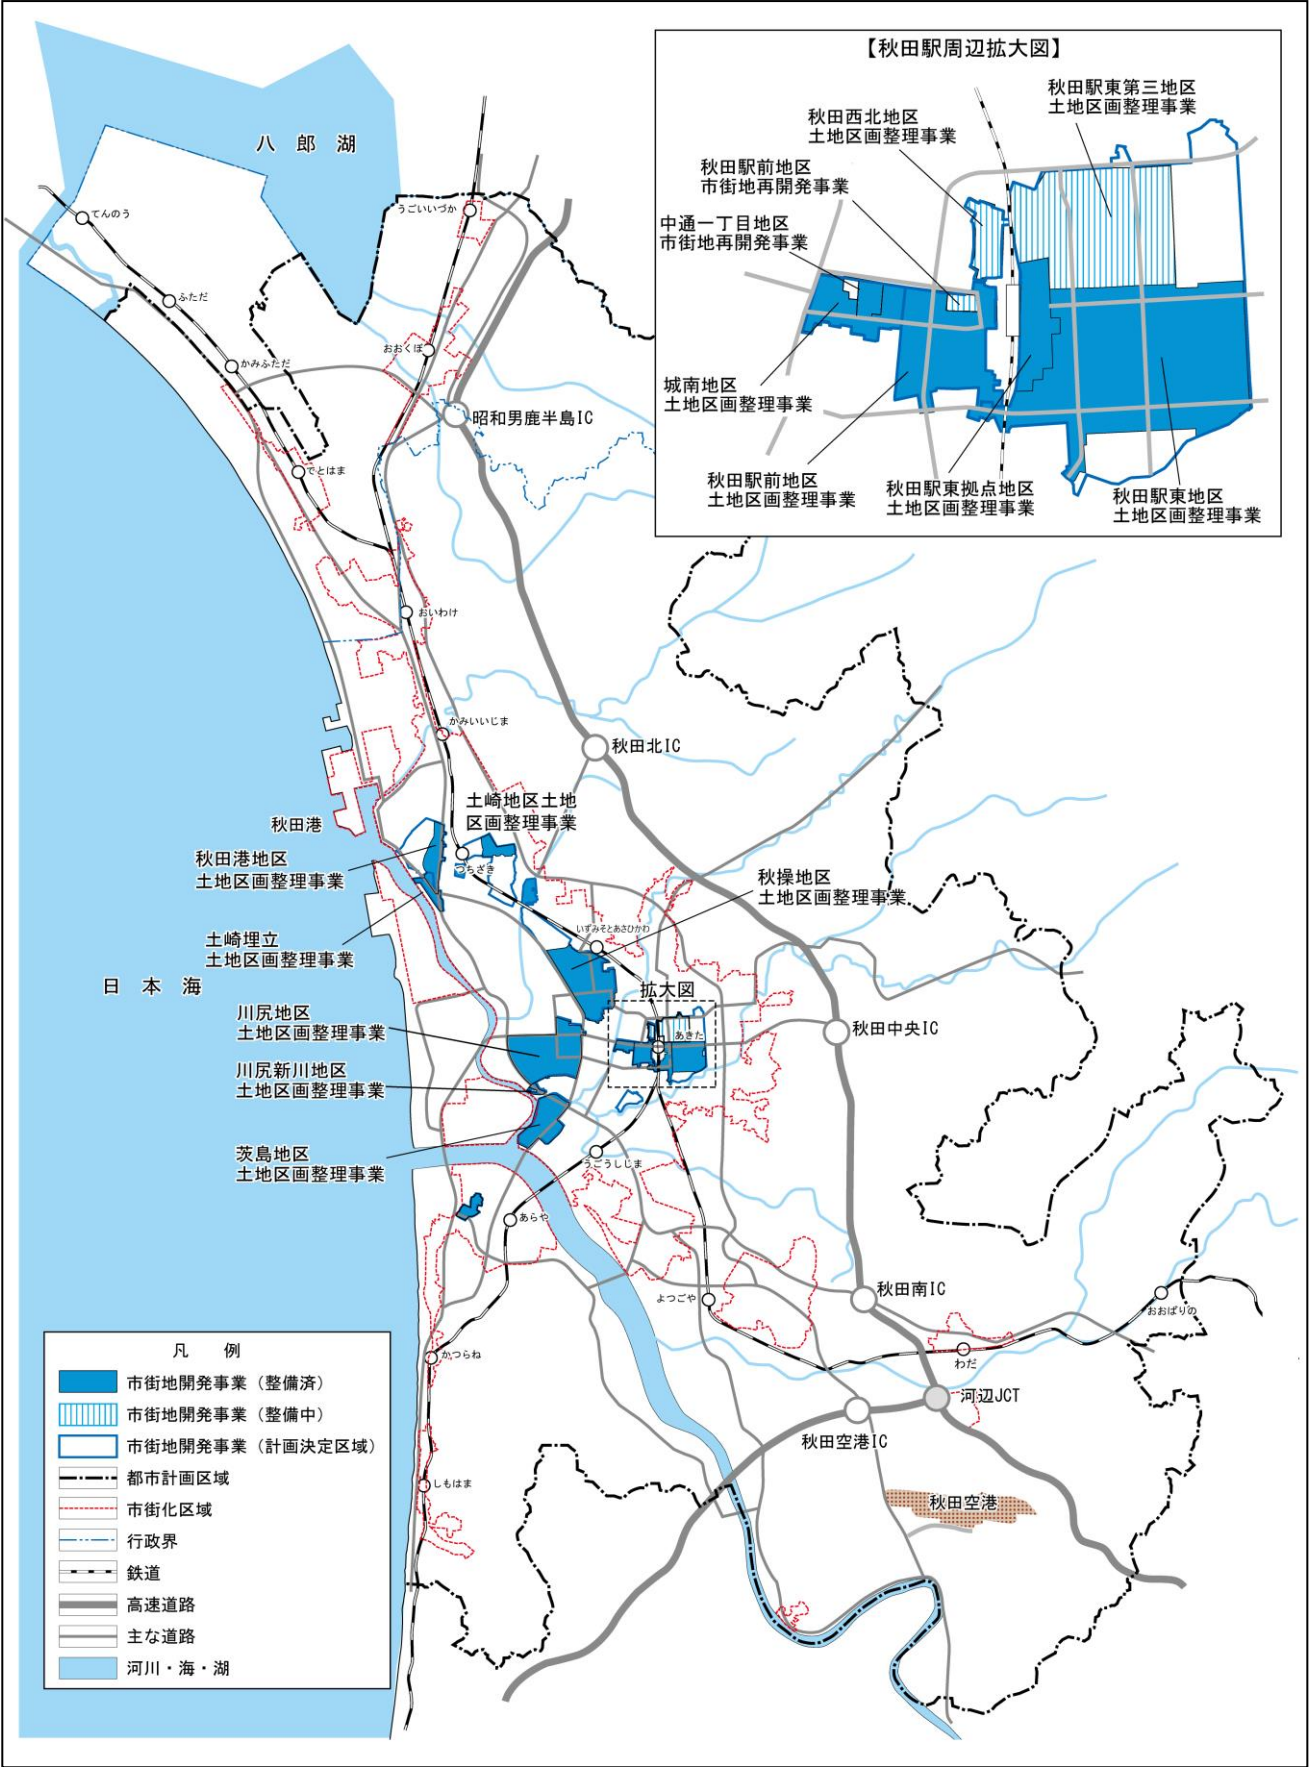 【秋田駅周辺拡大図】
秋田駅東第三地区
土地区画整理事業
秋田西北地区
土地区画整理事業
秋田駅前地区
市街地再開発事業
中通一丁目地区
市街地再開発事業
城南地区
土地区画整理事業
秋田駅前地区
土地区画整理事業
秋田駅東拠点地区
土地区画整理事業
秋田駅東地区
土地区画整理事業
八郎湖
てんのう
うごいいづか
ふただ
おおくぼ
かみふただ
昭和男鹿半島IC
でとはま
おいわけ
かみいいじま
秋田北IC
土崎地区土地
区画整理事業
秋田港
秋田港地区
土地区画整理事業
つちざき
秋操地区
土地区画整理事業
土崎埋立
土地区画整理事業
いずみそとあさひかわ
日本海
拡大図
川尻地区
土地区画整理事業
あきた
秋田中央IC
川尻新川地区
土地区画整理事業
茨島地区
土地区画整理事業
うごうしじま
あらや
よつごや
秋田南IC
おおばりの
わだ
かつらね
河辺JCT
秋田空港IC
しもはま
秋田空港
凡例
市街地開発事業（整備済）
市街地開発事業（整備中）
市街地開発事業（計画決定区域）
都市計画区域
市街化区域
行政界
鉄道
高速道路
主な道路
河川・海・湖